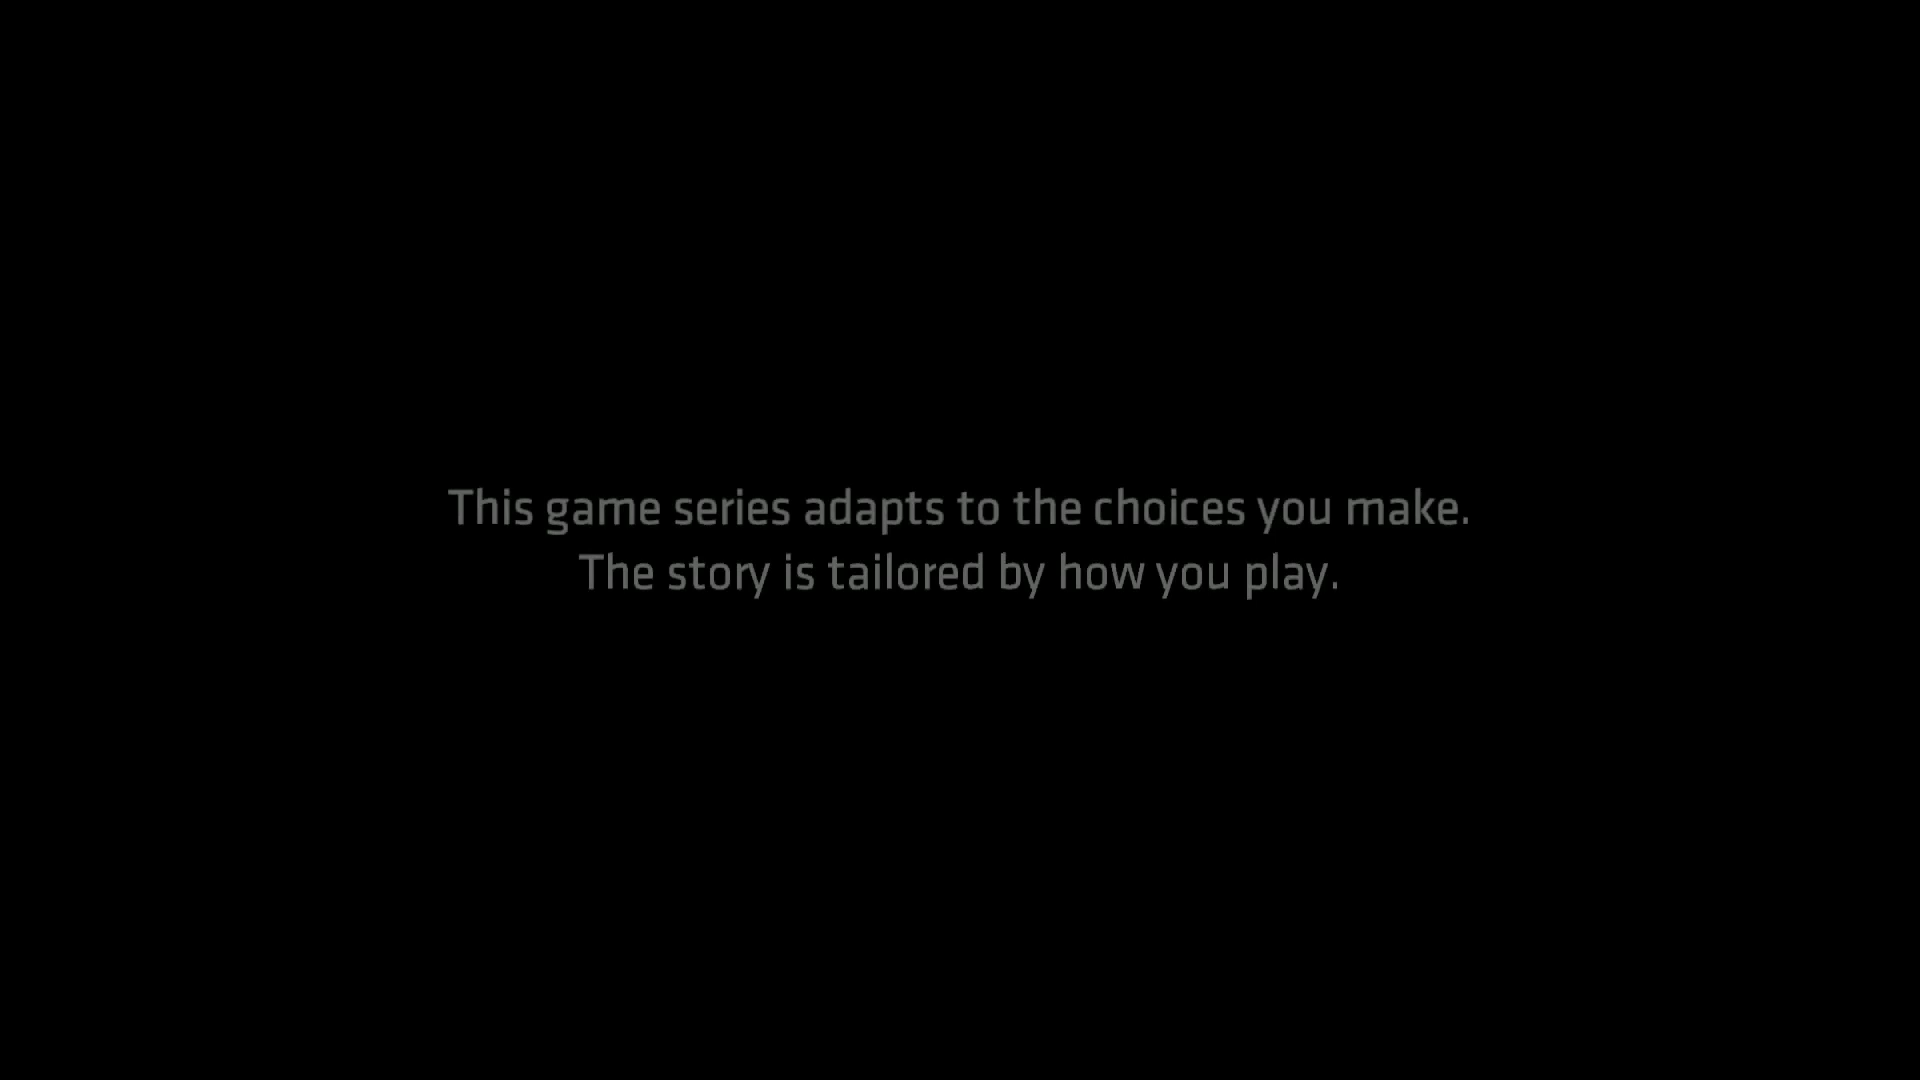 This game series adapts to the choices you make.
The story is tailored by how you play.